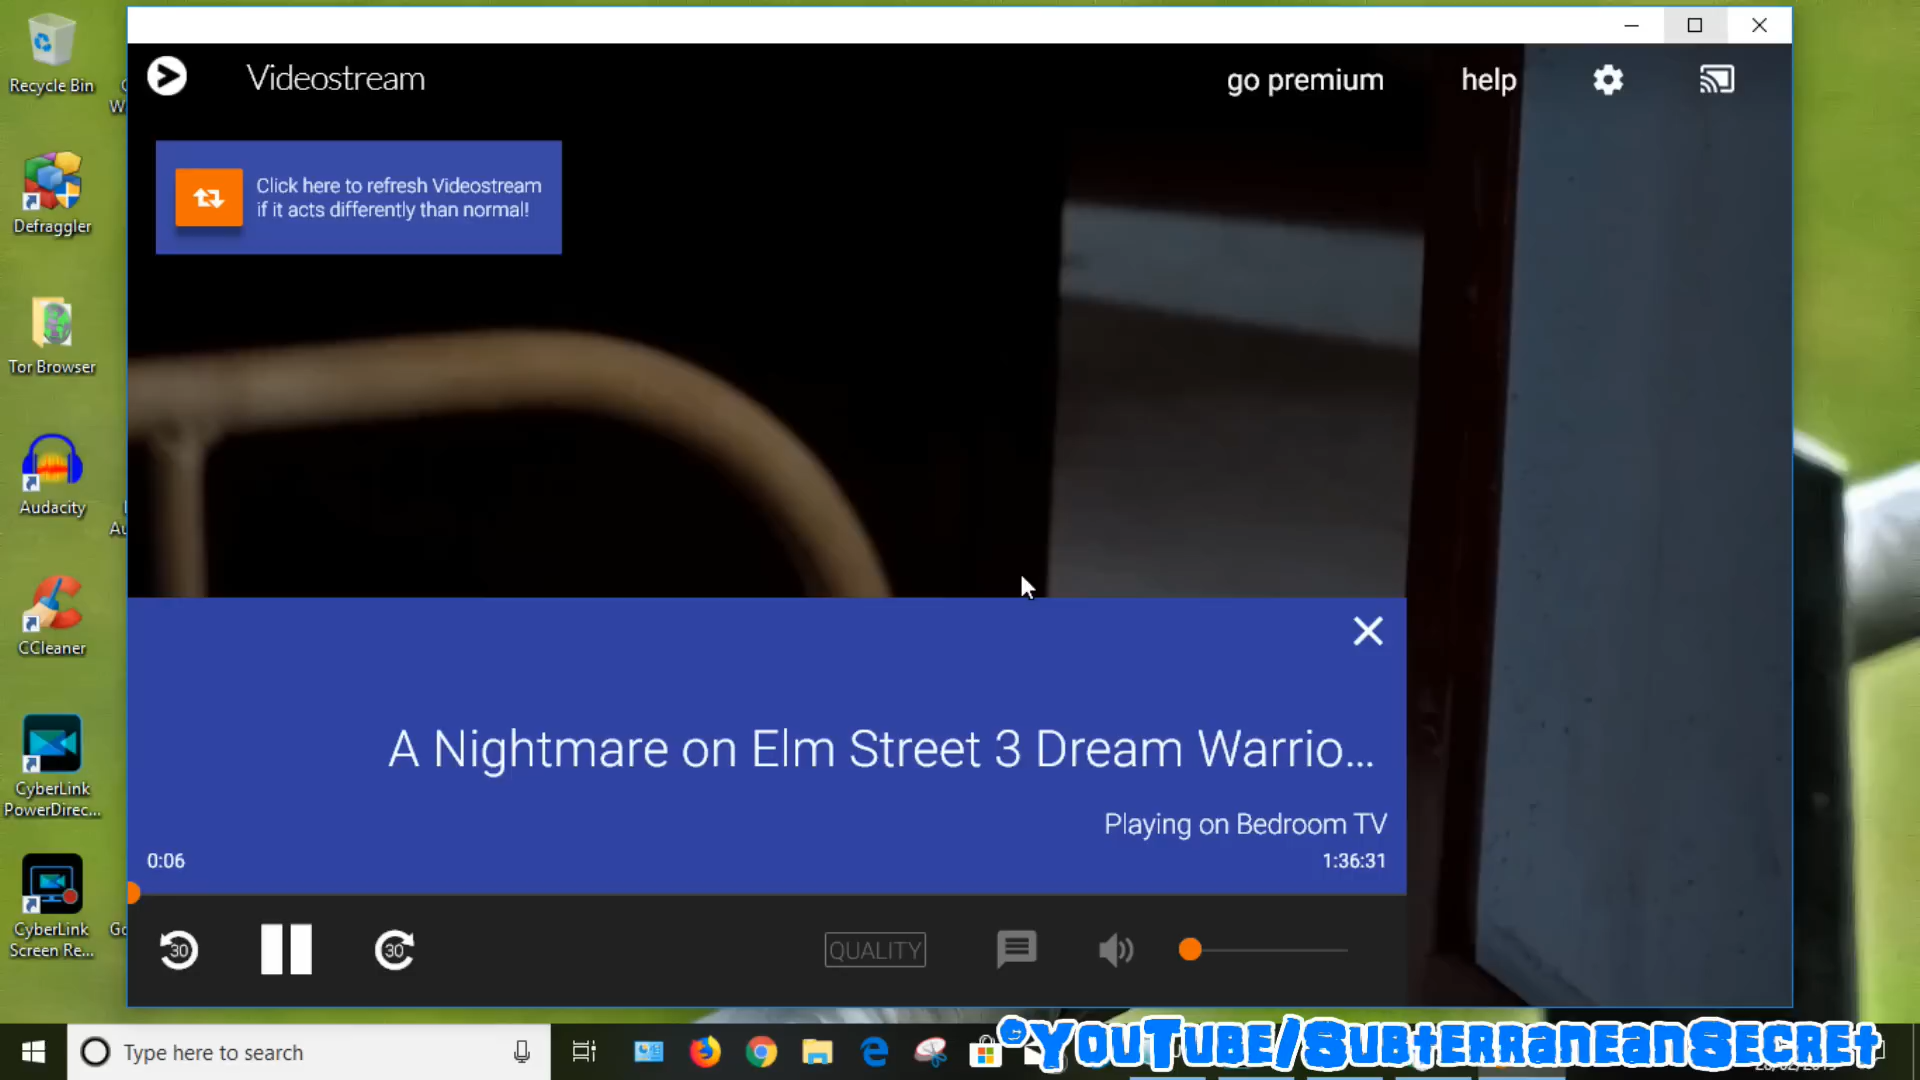 Videostream
go premium
help
Click here to refresh Videostream
if it acts differently than normal!
Recycle Bin
Defraggler
Tor Browser
Audacity
CCleaner
CyberLink
PowerDirec...
CyberLink
Screen Re...
A Nightmare on Elm Street 3 Dream Warrio...
Playing on Bedroom TV
0:06
1:36:31
30
30
QUALITY
Type here to search
©YouTube/SubterraneanSecret